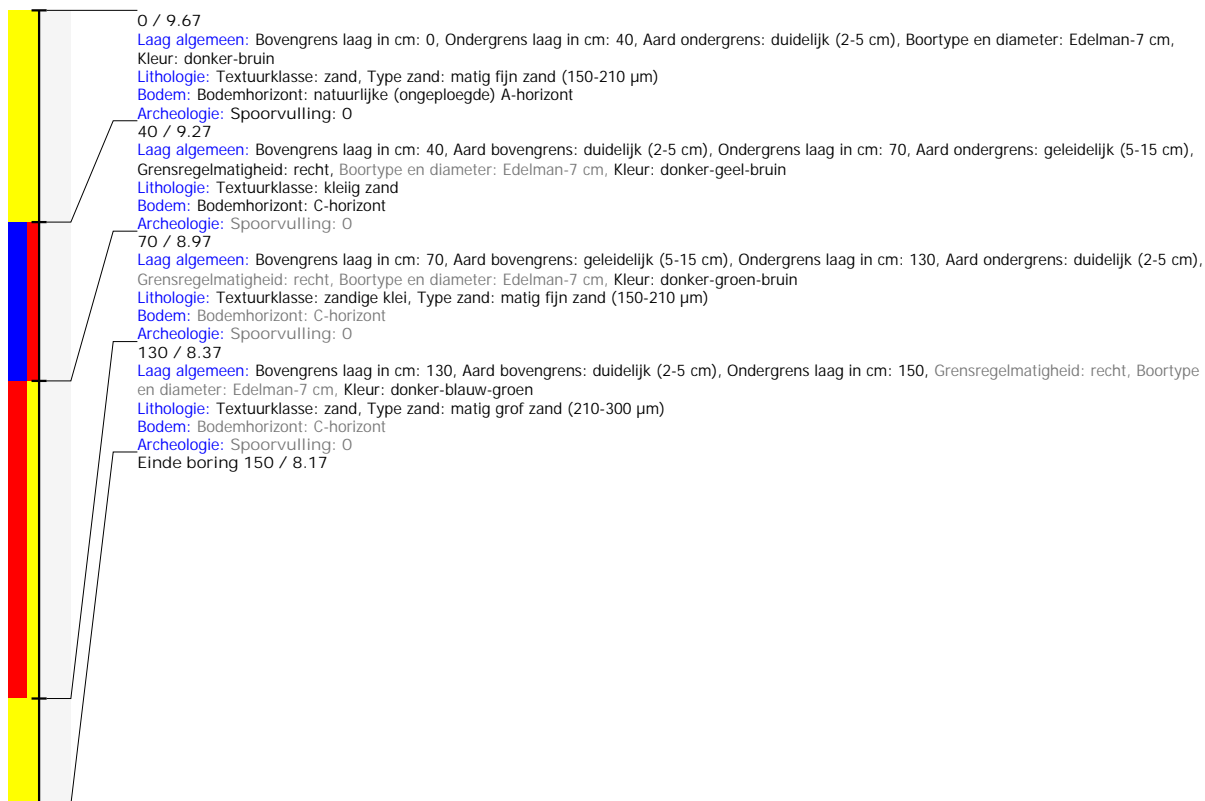 0 / 9.67
Laag algemeen: Bovengrens laag in cm: 0, Ondergrens laag in cm: 40, Aard ondergrens: duidelijk (2-5 cm), Boortype en diameter: Edelman-7 cm,
Kleur: donker-bruin
Lithologie: Textuurklasse: zand, Type zand: matig fijn zand (150-210 µm)
Bodem: Bodemhorizont: natuurlijke (ongeploegde) A-horizont
Archeologie: Spoorvulling: 0
40 / 9.27
Laag algemeen: Bovengrens laag in cm: 40, Aard bovengrens: duidelijk (2-5 cm), Ondergrens laag in cm: 70, Aard ondergrens: geleidelijk (5-15 cm),
Grensregelmatigheid: recht, Boortype en diameter: Edelman-7 cm, Kleur: donker-geel-bruin
Lithologie: Textuurklasse: kleiig zand
Bodem: Bodemhorizont: C-horizont
Archeologie: Spoorvulling: 0
70 / 8.97
Laag algemeen: Bovengrens laag in cm: 70, Aard bovengrens: geleidelijk (5-15 cm), Ondergrens laag in cm: 130, Aard ondergrens: duidelijk (2-5 cm),
Grensregelmatigheid: recht, Boortype en diameter: Edelman-7 cm, Kleur: donker-groen-bruin
Lithologie: Textuurklasse: zandige klei, Type zand: matig fijn zand (150-210 µm)
Bodem: Bodemhorizont: C-horizont
Archeologie: Spoorvulling: 0
130 / 8.37
Laag algemeen: Bovengrens laag in cm: 130, Aard bovengrens: duidelijk (2-5 cm), Ondergrens laag in cm: 150, Grensregelmatigheid: recht, Boortype
en diameter: Edelman-7 cm, Kleur: donker-blauw-groen
Lithologie: Textuurklasse: zand, Type zand: matig grof zand (210-300 µm)
Bodem: Bodemhorizont: C-horizont
Archeologie: Spoorvulling: 0
Einde boring 150 / 8.17